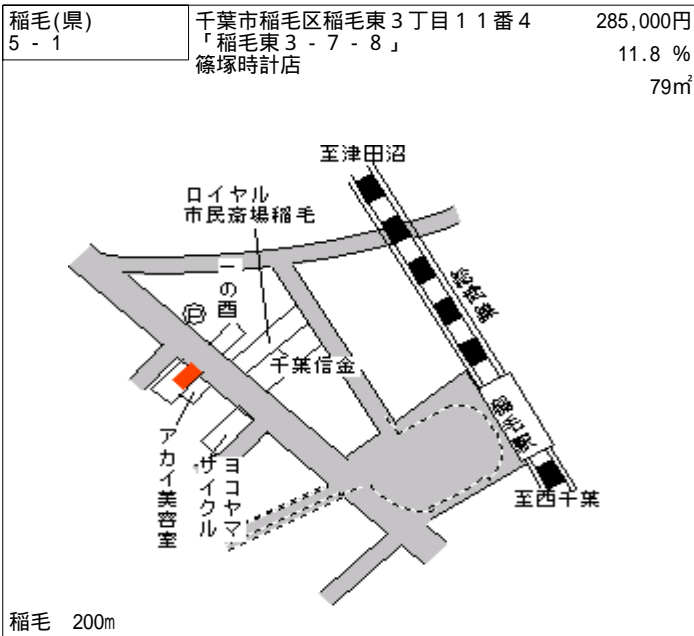 稲毛(県)
5 - 1
千葉市稲毛区稲毛東３丁目１１番４
「稲毛東３‐７‐８」
篠塚時計店
285,000円
11.8 %
79㎡
至津田沼
ロイヤル
市民斎場稲毛
一の酉
総武線
千葉信金
稲毛駅
アカイ美容室
ヨコヤマ
サイクル
至西千葉
稲毛 200m